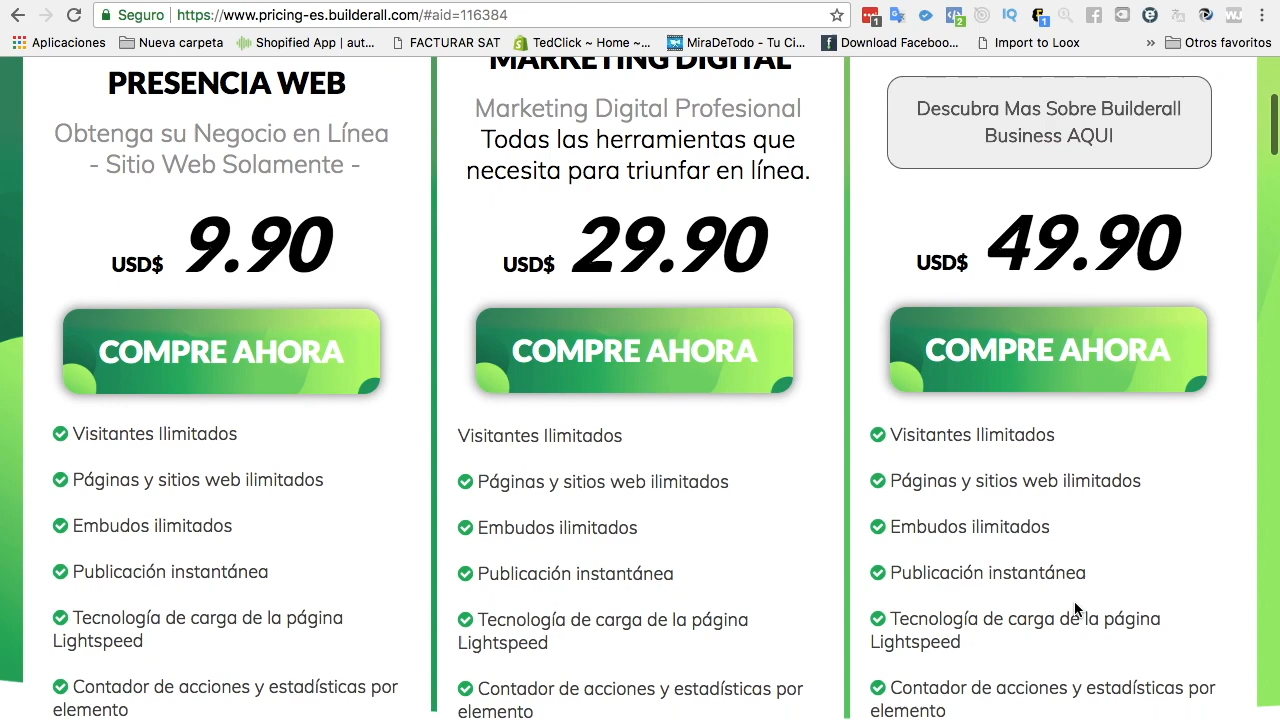 Seguro
https://www.pricing-es.builderall.com/#aid=116384
Aplicaciones
Nueva carpeta
Shopified App | aut...
FACTURAR SAT
TedClick ~ Home ~...
MiraDeTodo - Tu Ci...
Download Faceboo...
Import to Loox
»
Otros favoritos
PRESENCIA WEB
Obtenga su Negocio en Línea
- Sitio Web Solamente -
USD$ 9.90
COMPRE AHORA
Visitantes Ilimitados
Páginas y sitios web ilimitados
Embudos ilimitados
Publicación instantánea
Tecnología de carga de la página
Lightspeed
Contador de acciones y estadísticas por
elemento
MARKETING DIGITAL
Marketing Digital Profesional
Todas las herramientas que
necesita para triunfar en línea.
USD$ 29.90
COMPRE AHORA
Visitantes Ilimitados
Páginas y sitios web ilimitados
Embudos ilimitados
Publicación instantánea
Tecnología de carga de la página
Lightspeed
Contador de acciones y estadísticas por
elemento
Descubra Mas Sobre Builderall
Business AQUI
USD$ 49.90
COMPRE AHORA
Visitantes Ilimitados
Páginas y sitios web ilimitados
Embudos ilimitados
Publicación instantánea
Tecnología de carga de la página
Lightspeed
Contador de acciones y estadísticas por
elemento